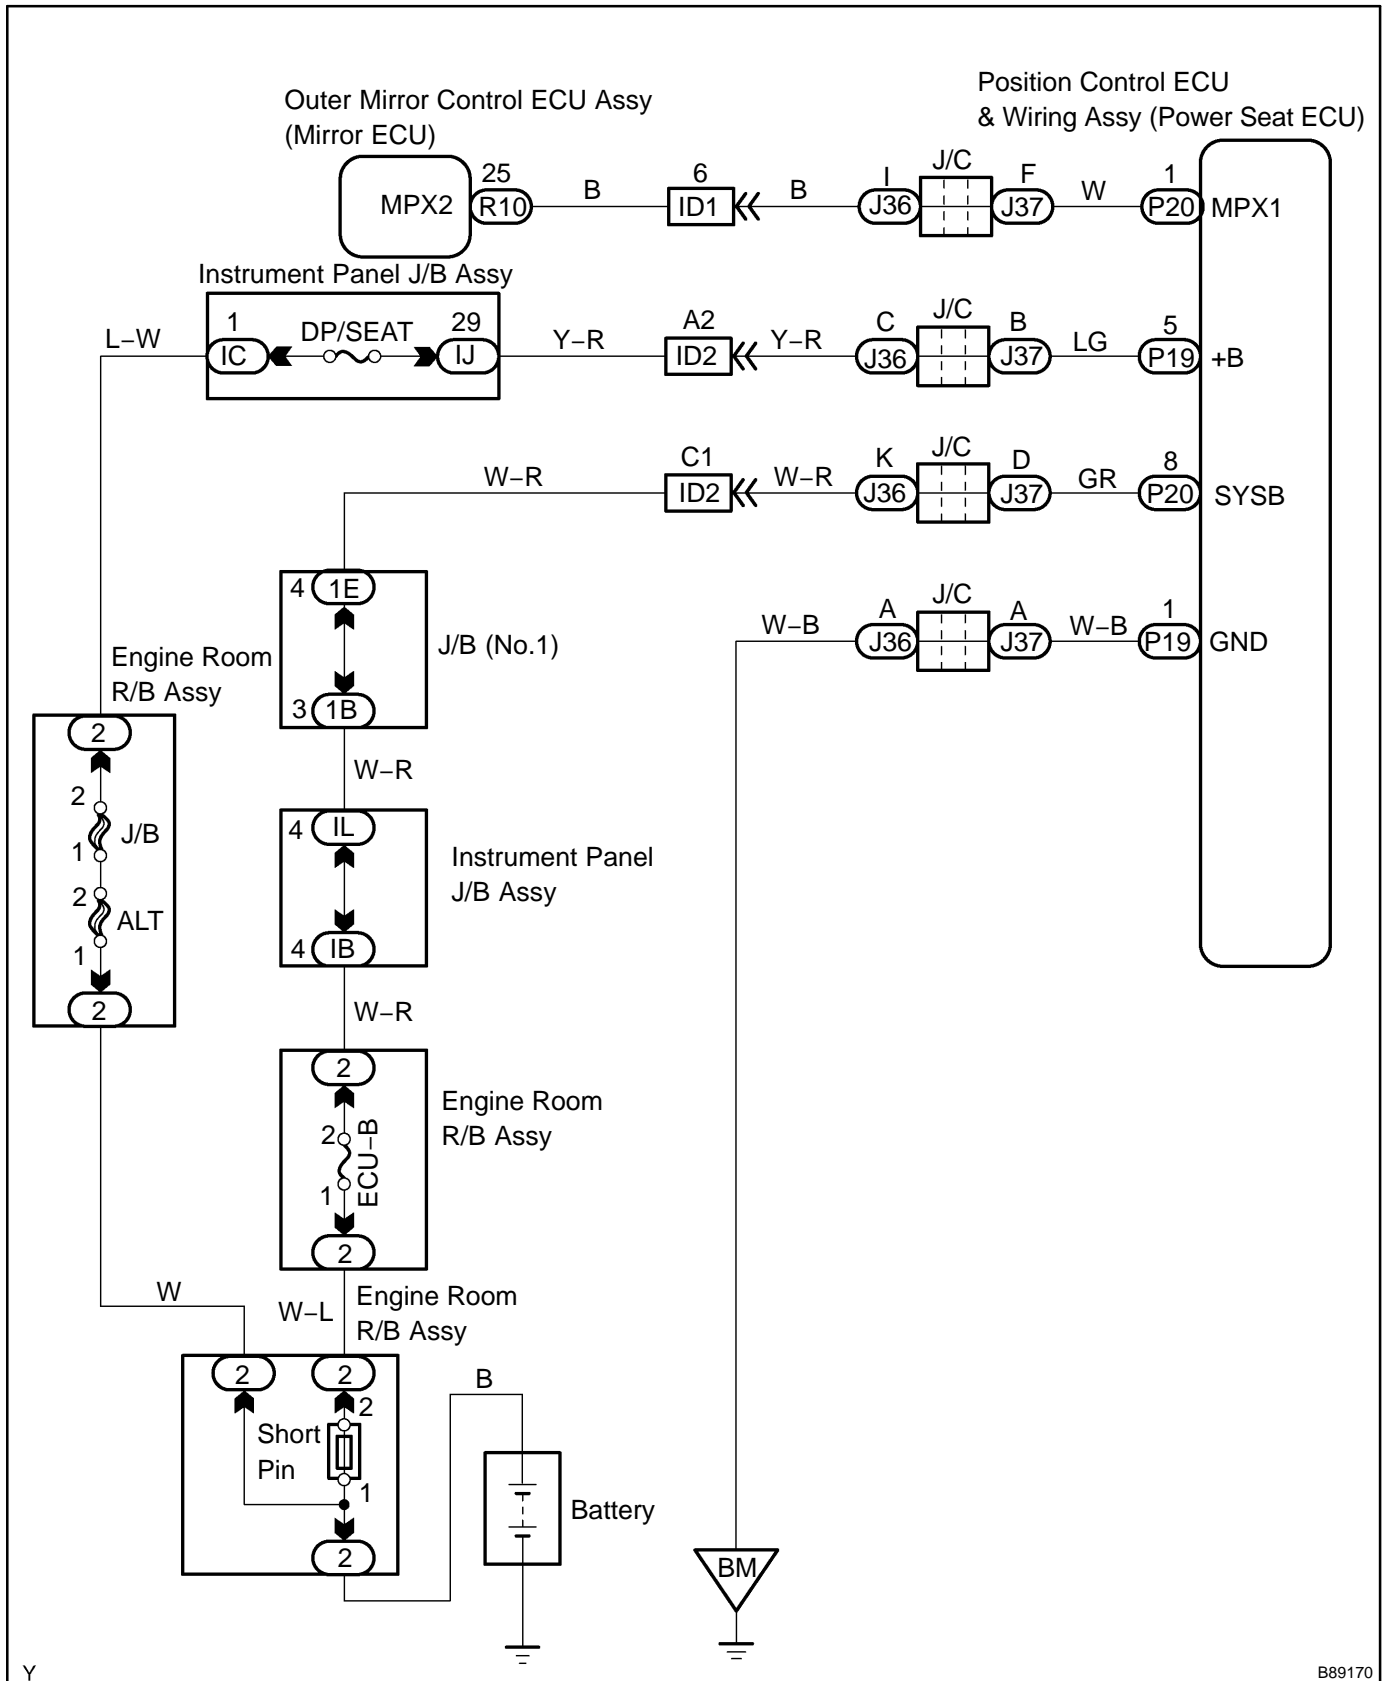 Outer Mirror Control ECU Assy
(Mirror ECU)
Position Control ECU
& Wiring Assy (Power Seat ECU)
MPX2
25
R10
B
6
ID1
B
I
J36
J/C
F
J37
W
1
P20
MPX1
Instrument Panel J/B Assy
L–W
1
IC
DP/SEAT
29
IJ
Y–R
A2
ID2
Y–R
C
J36
J/C
B
J37
LG
5
P19
+B
W–R
C1
ID2
W–R
K
J36
J/C
D
J37
GR
8
P20
SYSB
4
1E
J/B (No.1)
3
1B
W–B
A
J36
J/C
A
J37
W–B
1
P19
GND
Engine Room
R/B Assy
2
2
J/B
1
2
ALT
1
2
W–R
4
IL
Instrument Panel
J/B Assy
4
IB
W–R
2
Engine Room
R/B Assy
2
ECU–B
1
2
W
W–L
Engine Room
R/B Assy
2
2
2
Short
Pin
1
2
B
Battery
BM
Y
B89170